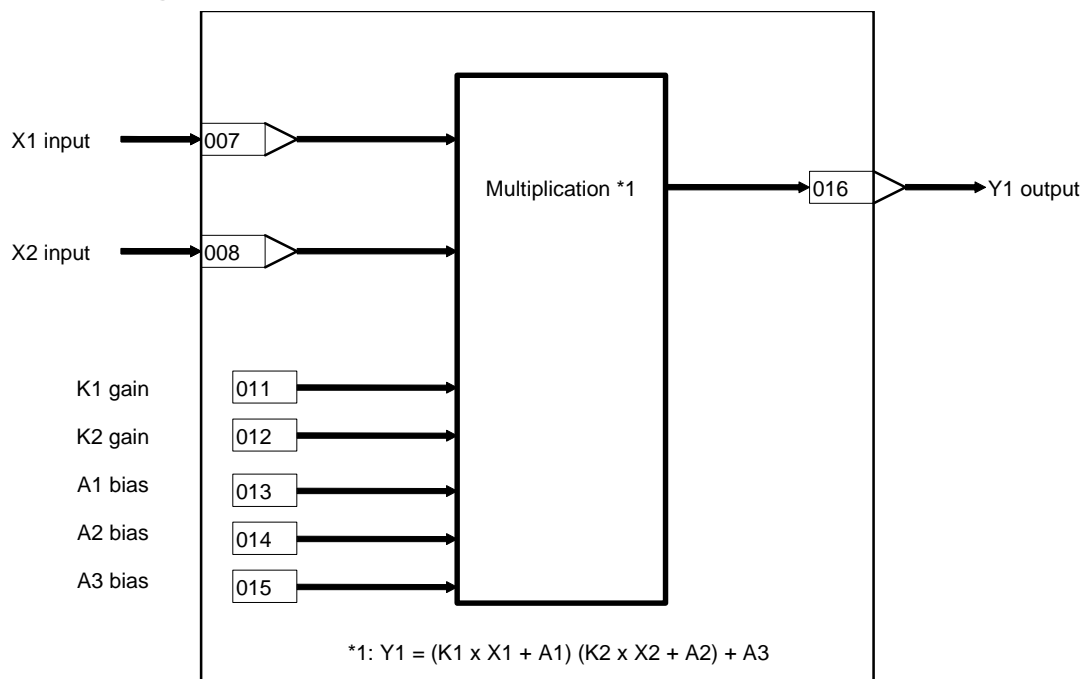 X1 input 007
Multiplication *1
016 Y1 output
X2 input 008
K1 gain 011
K2 gain 012
A1 bias 013
A2 bias 014
A3 bias 015
*1: Y1 = (K1 x X1 + A1) (K2 x X2 + A2) + A3